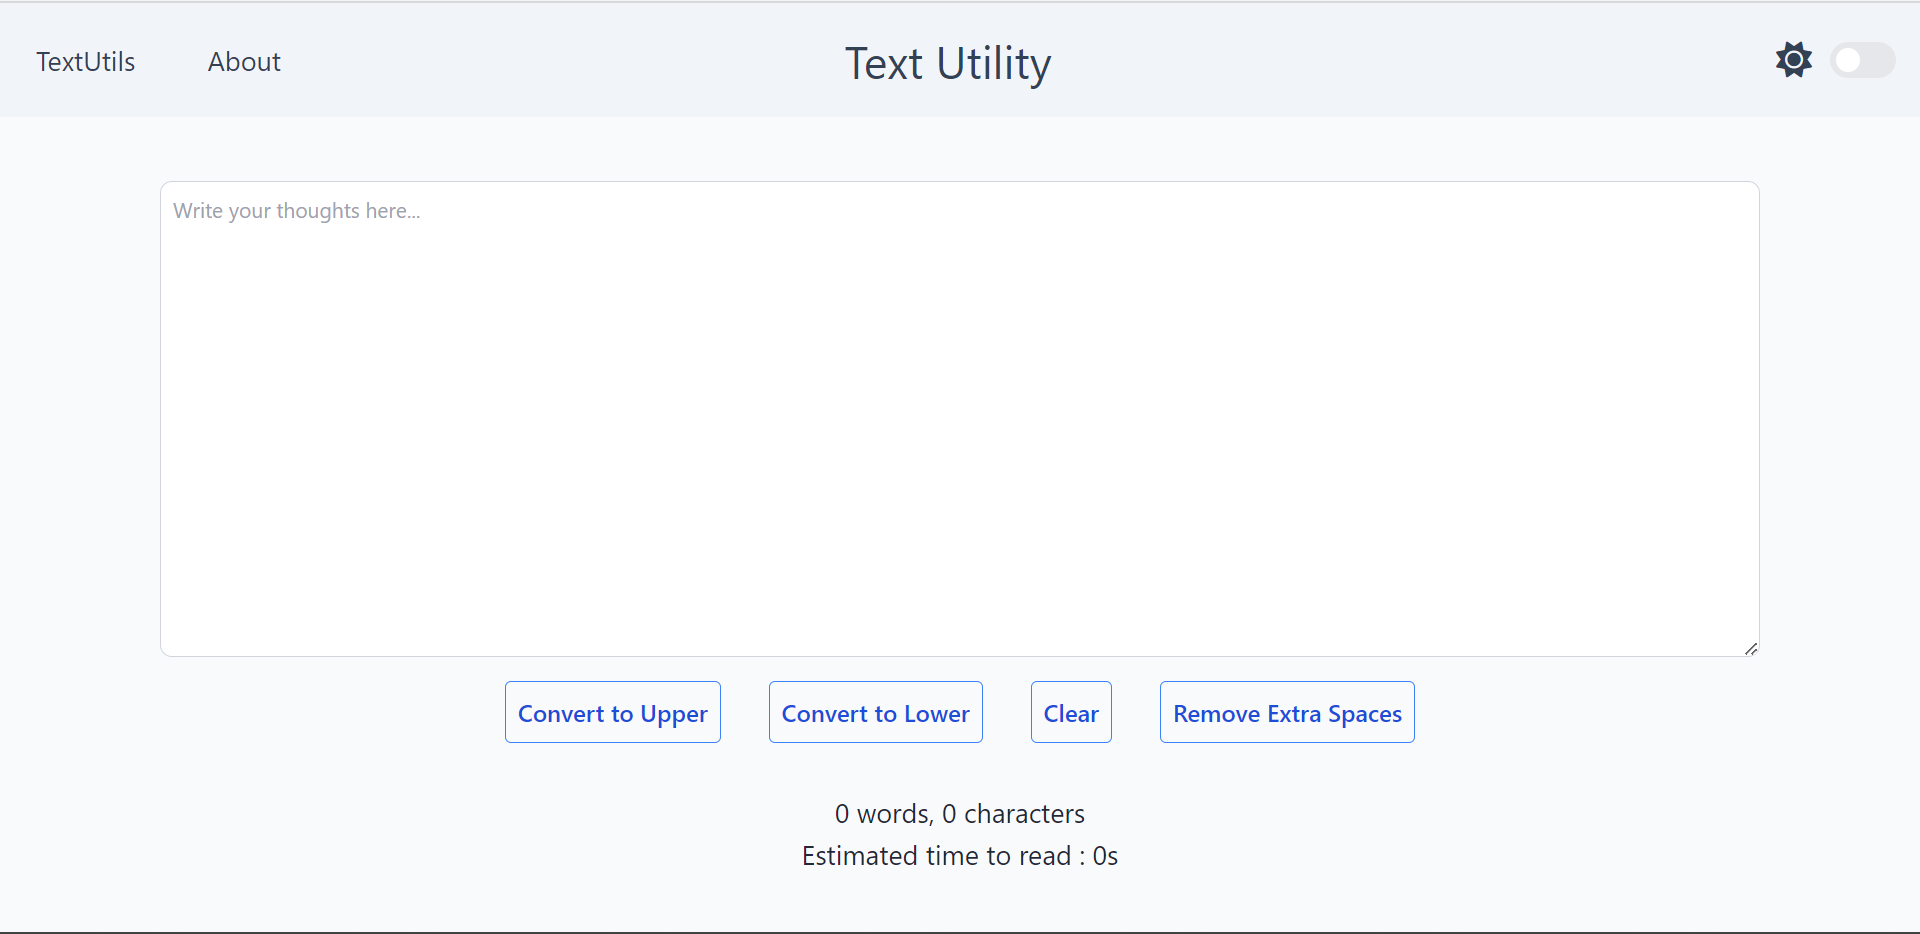 TextUtils About Text Utility
Write your thoughts here...
Convert to Upper Convert to Lower Clear Remove Extra Spaces
0 words, 0 characters
Estimated time to read : 0s